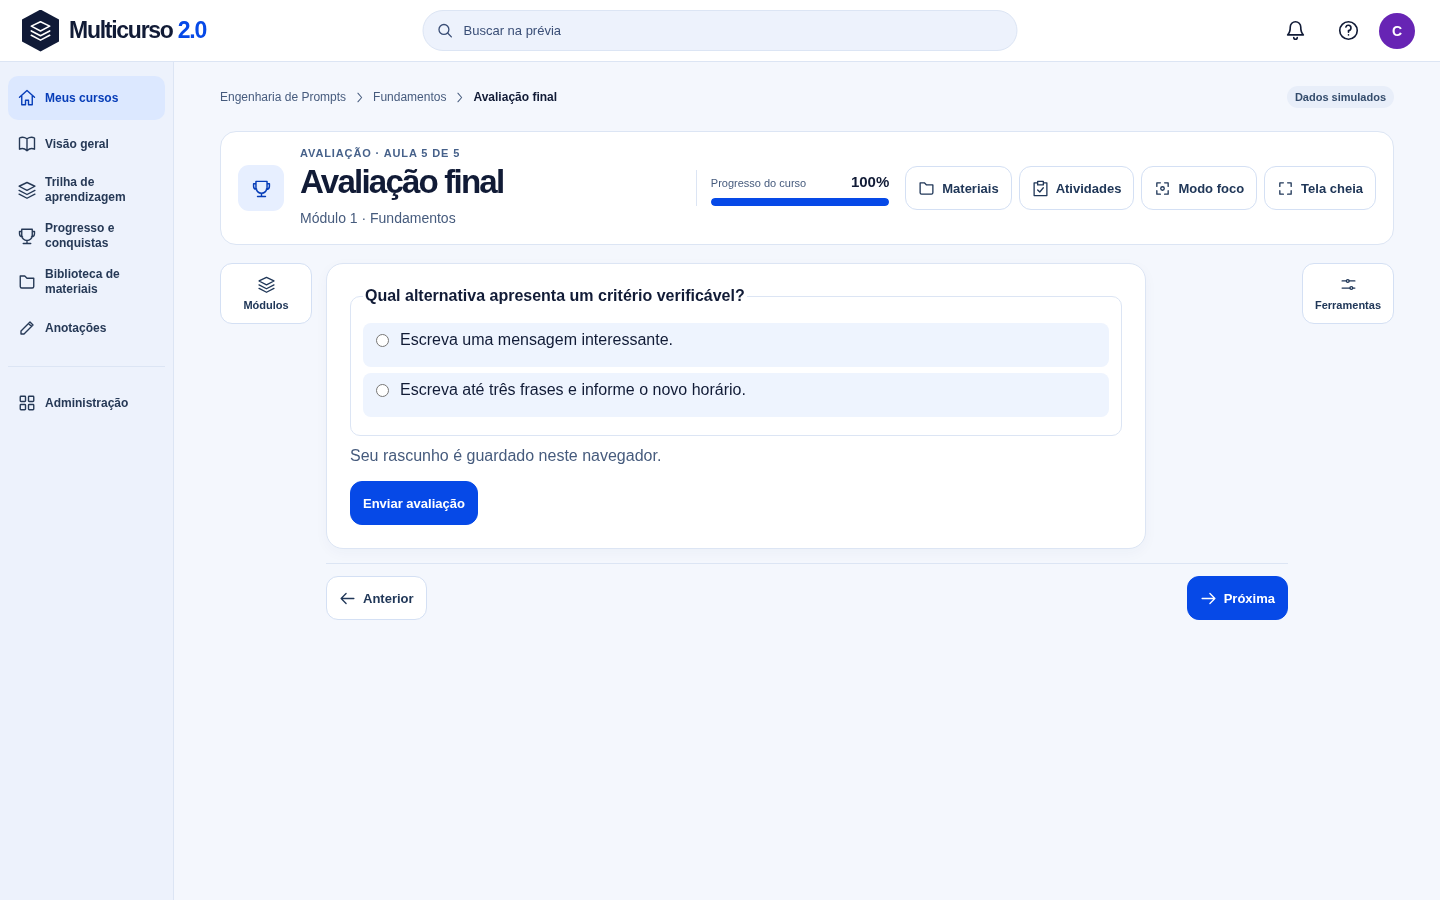 Multicurso 2.0
Buscar na prévia
C
Meus cursos
Visão geral
Trilha de
aprendizagem
Progresso e
conquistas
Biblioteca de
materiais
Anotações
Administração
Engenharia de Prompts > Fundamentos > Avaliação final
Dados simulados
AVALIAÇÃO · AULA 5 DE 5
Avaliação final
Módulo 1 · Fundamentos
Progresso do curso 100%
Materiais
Atividades
Modo foco
Tela cheia
Módulos
Qual alternativa apresenta um critério verificável?
Escreva uma mensagem interessante.
Escreva até três frases e informe o novo horário.
Seu rascunho é guardado neste navegador.
Enviar avaliação
Ferramentas
Anterior
Próxima